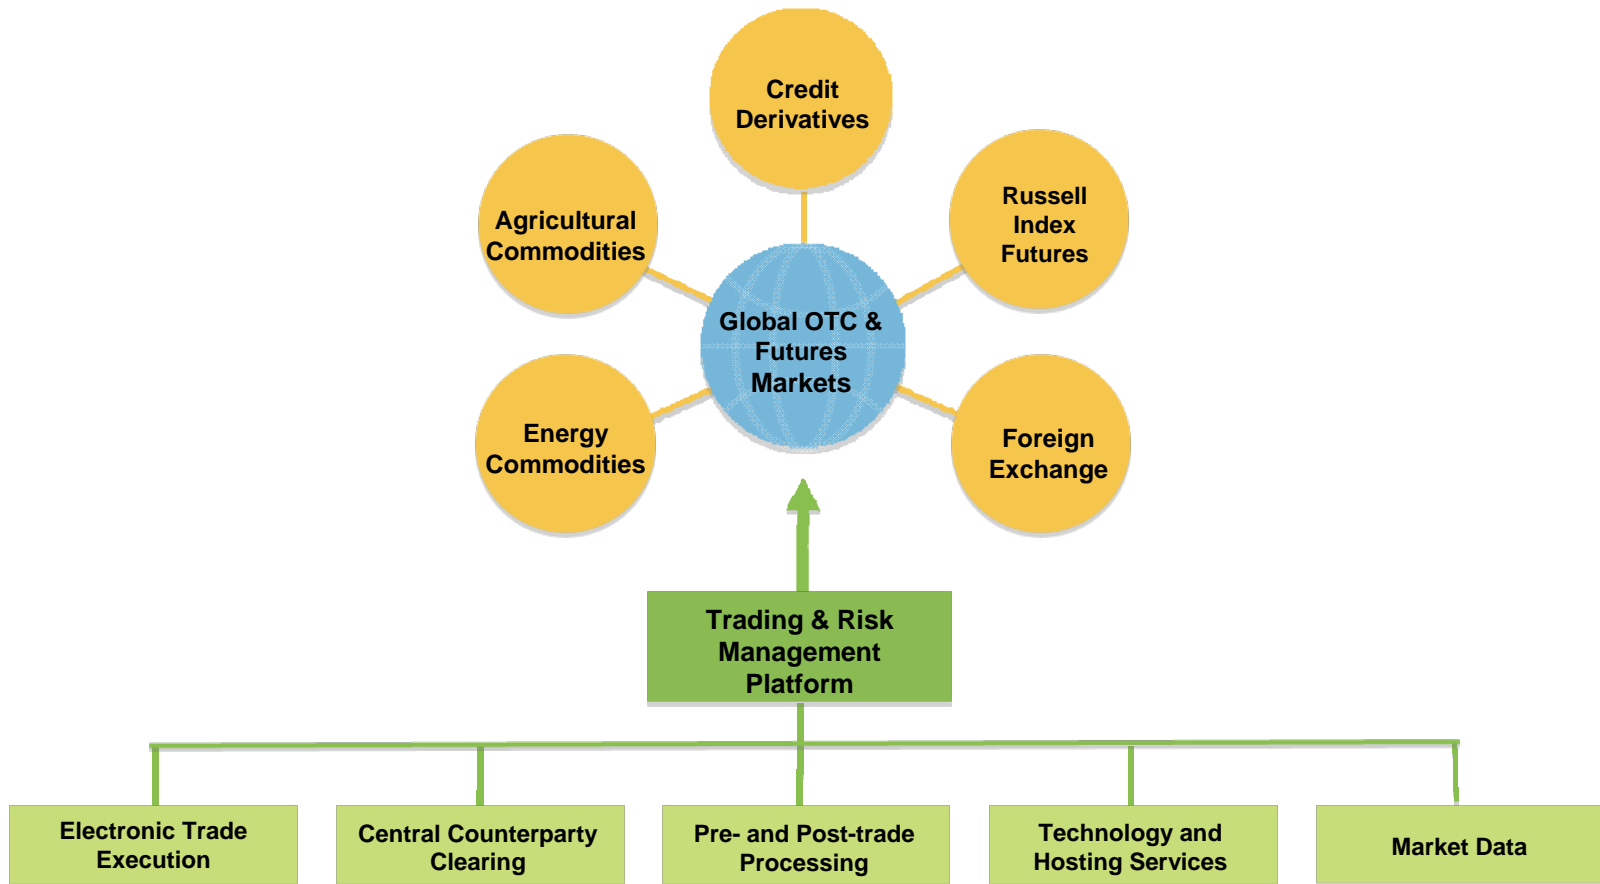 Credit
Derivatives
Agricultural
Commodities
Russell
Index
Futures
Global OTC &
Futures
Markets
Energy
Commodities
Foreign
Exchange
Trading & Risk
Management
Platform
Electronic Trade
Execution
Central Counterparty
Clearing
Pre- and Post-trade
Processing
Technology and
Hosting Services
Market Data